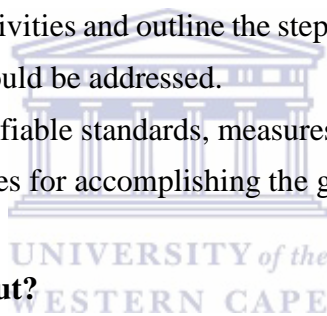 ivities and outline the step
ould be addressed.
fiable standards, measures
es for accomplishing the g
UNIVERSITY of the
ut?
WESTERN CAPE